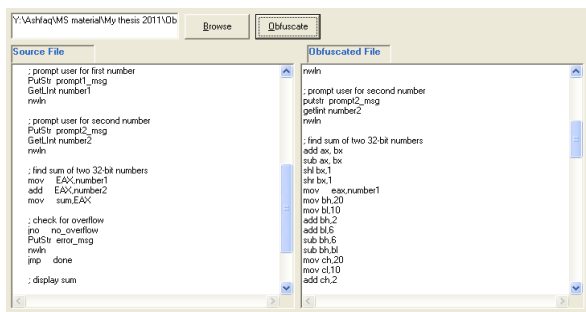 Y:\Ashfaq\MS material\My thesis 2011\Ob
Browse
Obfuscate
Source File
; prompt user for first number
PutStr prompt1_msg
GetLInt number1
nwln
; prompt user for second number
PutStr prompt2_msg
GetLInt number2
nwln
; find sum of two 32-bit numbers
mov EAX,number1
add EAX,number2
mov sum,EAX
; check for overflow
jno no_overflow
PutStr error_msg
nwln
jmp done
; display sum
Obfuscated File
nwln
; prompt user for second number
putstr prompt2_msg
getlint number2
nwln
; find sum of two 32-bit numbers
add ax, bx
sub ax, bx
shl bx,1
shr bx,1
mov eax,number1
mov bh,20
mov bl,10
add bh,2
add bl,6
sub bh,6
sub bh,bl
mov ch,20
mov cl,10
add ch,2